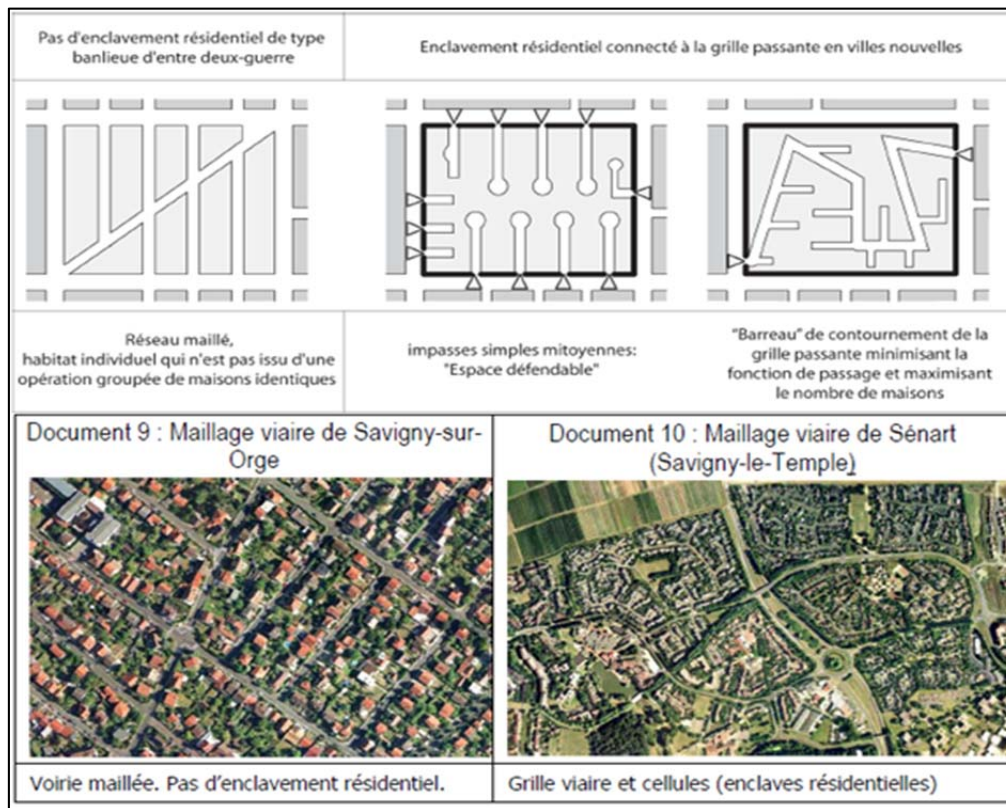 Pas d'enclavement résidentiel de type
banlieue d'entre deux-guerre
Enclavement résidentiel connecté à la grille passante en villes nouvelles
Réseau maillé,
habitat individuel qui n'est pas issu d'une
opération groupée de maisons identiques
impasses simples mitoyennes:
"Espace défendable"
"Barreau" de contournement de la
grille passante minimisant la
fonction de passage et maximisant
le nombre de maisons
Document 9 : Maillage viaire de Savigny-sur-
Orge
Document 10 : Maillage viaire de Sénart
(Savigny-le-Temple)
Voirie maillée. Pas d'enclavement résidentiel.
Grille viaire et cellules (enclaves résidentielles)